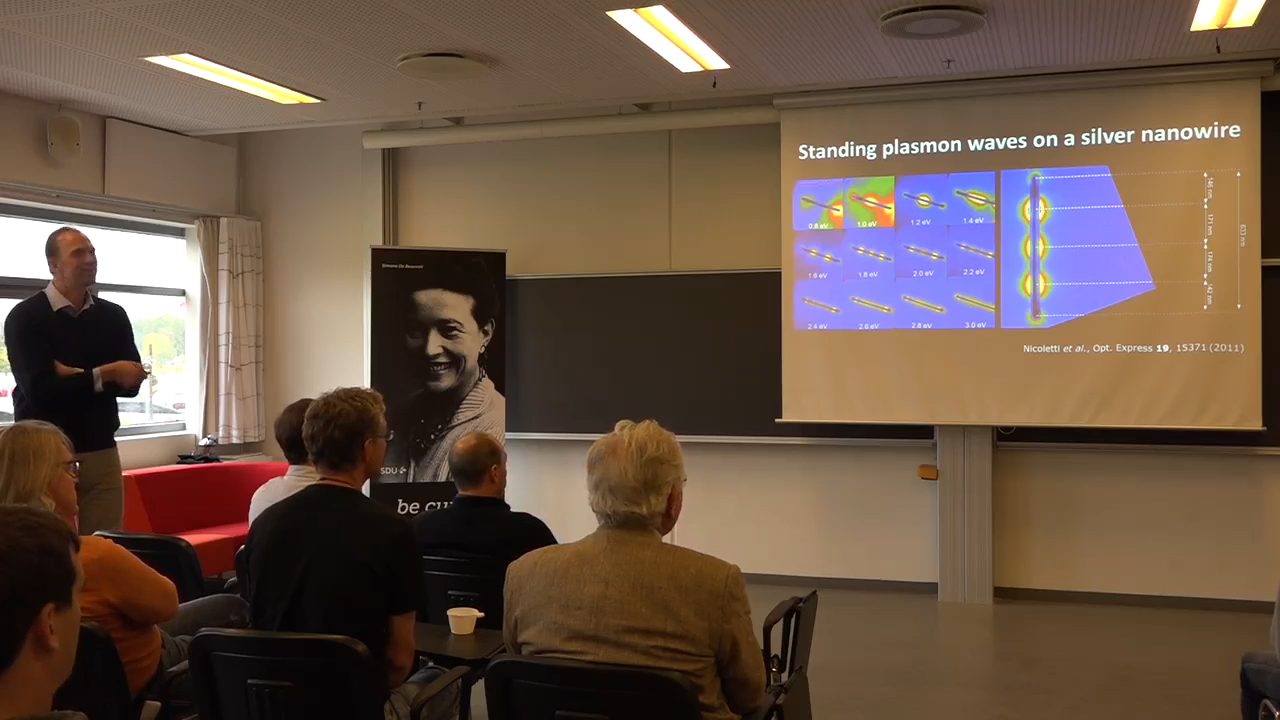 Standing plasmon waves on a silver nanowire
0.8 eV
1.0 eV
1.2 eV
1.4 eV
1.6 eV
1.8 eV
2.0 eV
2.2 eV
2.4 eV
2.6 eV
2.8 eV
3.0 eV
Nicoletti et al., Opt. Express 19, 15371 (2011)
Simone De Beauvoir
SDU
be cu